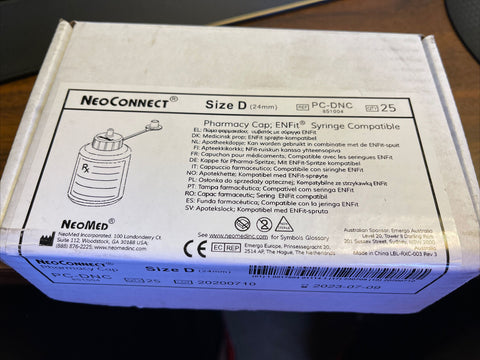 NEOCONNECT® Size D (24mm) REF PC-DNC QTY 25
851004
Pharmacy Cap; ENFit® Syringe Compatible
DK: Medicinsk prop; ENFit sprøjte-kompatibel
NL: Apotheekdopje: Kan worden gebruikt in combinatie met de ENFit-spuit
FI: Apteekkikorkki; NFit-ruiskun kanssa yhteensopiva
FR: Capuchon pour médicaments; Compatible avec les seringues ENFit
DE: Kappe für Pharma-Spritze; Mit ENFit-Spritze kompatibel
IT: Cappuccio farmaceutico; Compatibile con siringhe ENFit
NO: Apotekhette; Kompatibel med ENFit-sprøyte
PL: Osłonka do sprzedaży aptecznej; Kompatybilne ze strzykawką ENFit
PT: Tampa farmacêutica; Compatível com as seringas ENFit
RO: Capac farmaceutic; Sering compatibil ENFit
ES: Funda farmacéutica; Compatible con la jeringa ENFit
SV: Apotekslock; Kompatibel med ENFit-spruta
Rx
NEOMED®
NeoMed Incorporated, 100 Londonderry Ct.
Suite 112, Woodstock, GA 30188 USA
(888) 876-2225, www.neomedinc.com
See www.neomedinc.com for Symbols Glossary
CE EC REP Emergo Europe, Prinsessegracht 20,
2514 AP, The Hague, The Netherlands
Australian Sponsor: Emergo Australia
Level 20, Tower II Darling Park
201 Sussex Street, Sydney, NSW 2000
Australia
Made in China LBL-RXC-003 Rev 3
NEOCONNECT®
Pharmacy Cap Size D (24mm)
PC-DNC 25 20200710 2023-07-09